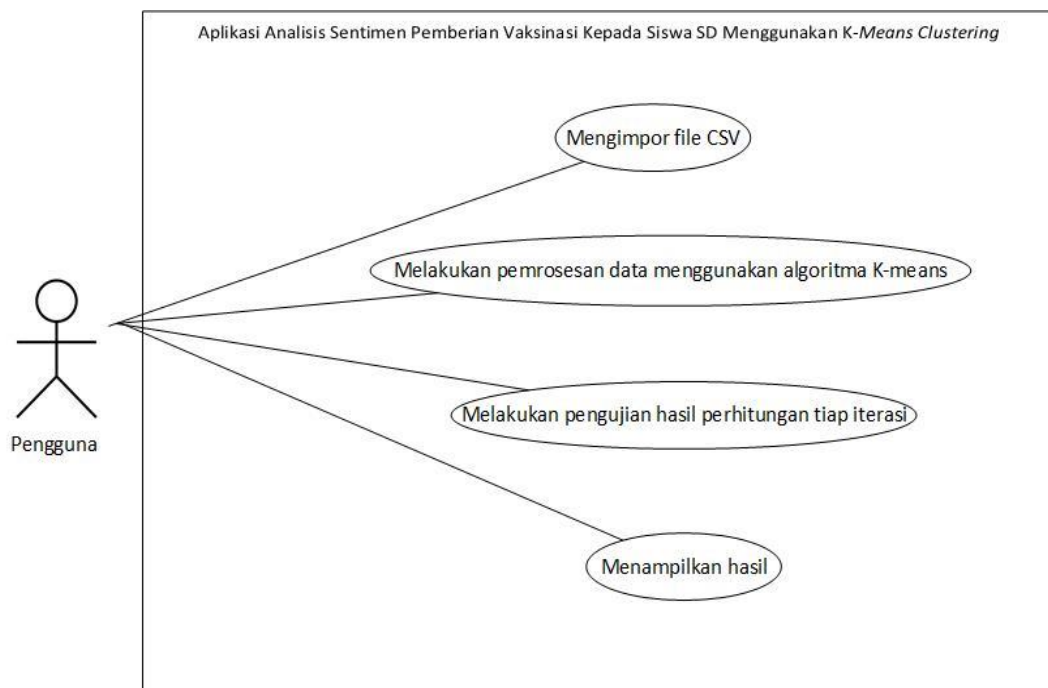 Aplikasi Analisis Sentimen Pemberian Vaksinasi Kepada Siswa SD Menggunakan K-Means Clustering
Mengimpor file CSV
Melakukan pemrosesan data menggunakan algoritma K-means
Melakukan pengujian hasil perhitungan tiap iterasi
Pengguna
Menampilkan hasil